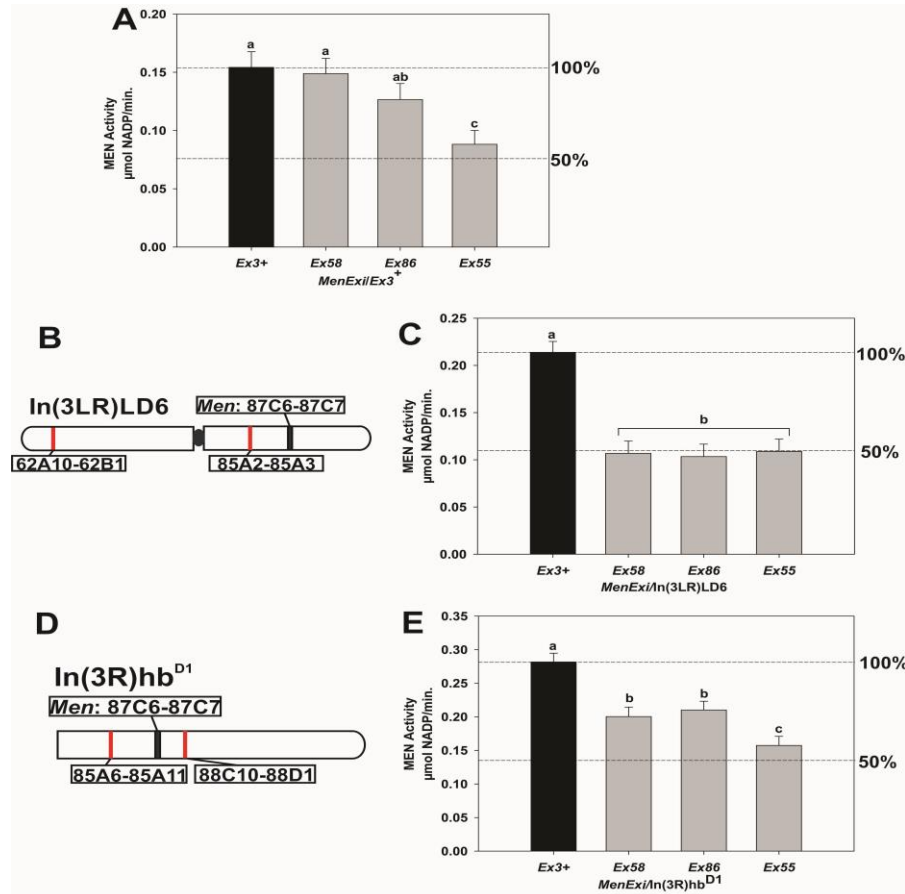 A
MEN Activity
µmol NADP/min.
0.20
0.15
0.10
0.05
0.00
a
a
ab
c
100%
50%
Ex3+
Ex58
Ex86
Ex55
MenExi/Ex3+
B
In(3LR)LD6
Men: 87C6-87C7
62A10-62B1
85A2-85A3
C
MEN Activity
µmol NADP/min.
0.25
0.20
0.15
0.10
0.05
0.00
a
b
100%
50%
Ex3+
Ex58
Ex86
Ex55
MenExi/In(3LR)LD6
D
In(3R)hbD1
Men: 87C6-87C7
85A6-85A11
88C10-88D1
E
MEN Activity
µmol NADP/min.
0.35
0.30
0.25
0.20
0.15
0.10
0.05
0.00
a
b
b
c
100%
50%
Ex3+
Ex58
Ex86
Ex55
MenExi/In(3R)hbD1